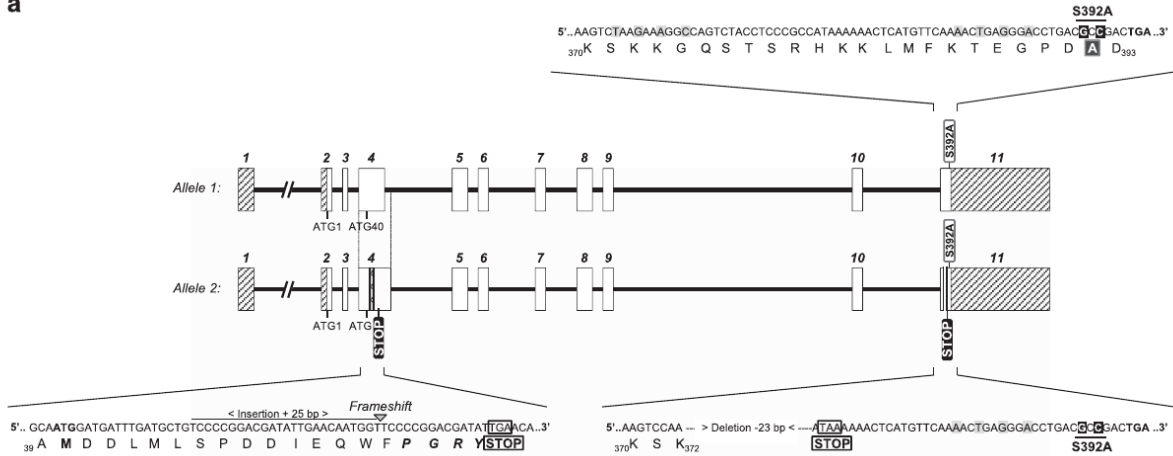 a
S392A
5'..AAGTCTAAGAAAGGCCAGTCTACCTCCCGCCATAAAAAACTCATGTTCAAAACTGAGGGACCTGACGCCGACTGA..3'
370K S K K G Q S T S R H K K L M F K T E G P D A D393
S392A
1 2 3 4 5 6 7 8 9 10 11
Allele 1:
ATG1 ATG40
S392A
1 2 3 4 5 6 7 8 9 10 11
Allele 2:
ATG1 ATG
STOP STOP
< Insertion + 25 bp > Frameshift
5'.. GCAATGGATGATTTGATGCTGTCCCCGGACGATATTGAACAATGGTTCCCCGGACGATATTGAACA..3'
39 A M D D L M L S P D D I E Q W F P G R Y STOP
5'.. AAGTCCAA --- > Deletion -23 bp < ----ATAAAAAACTCATGTTCAAAACTGAGGGACCTGACGCCGACTGA ..3'
370K S K372 STOP S392A